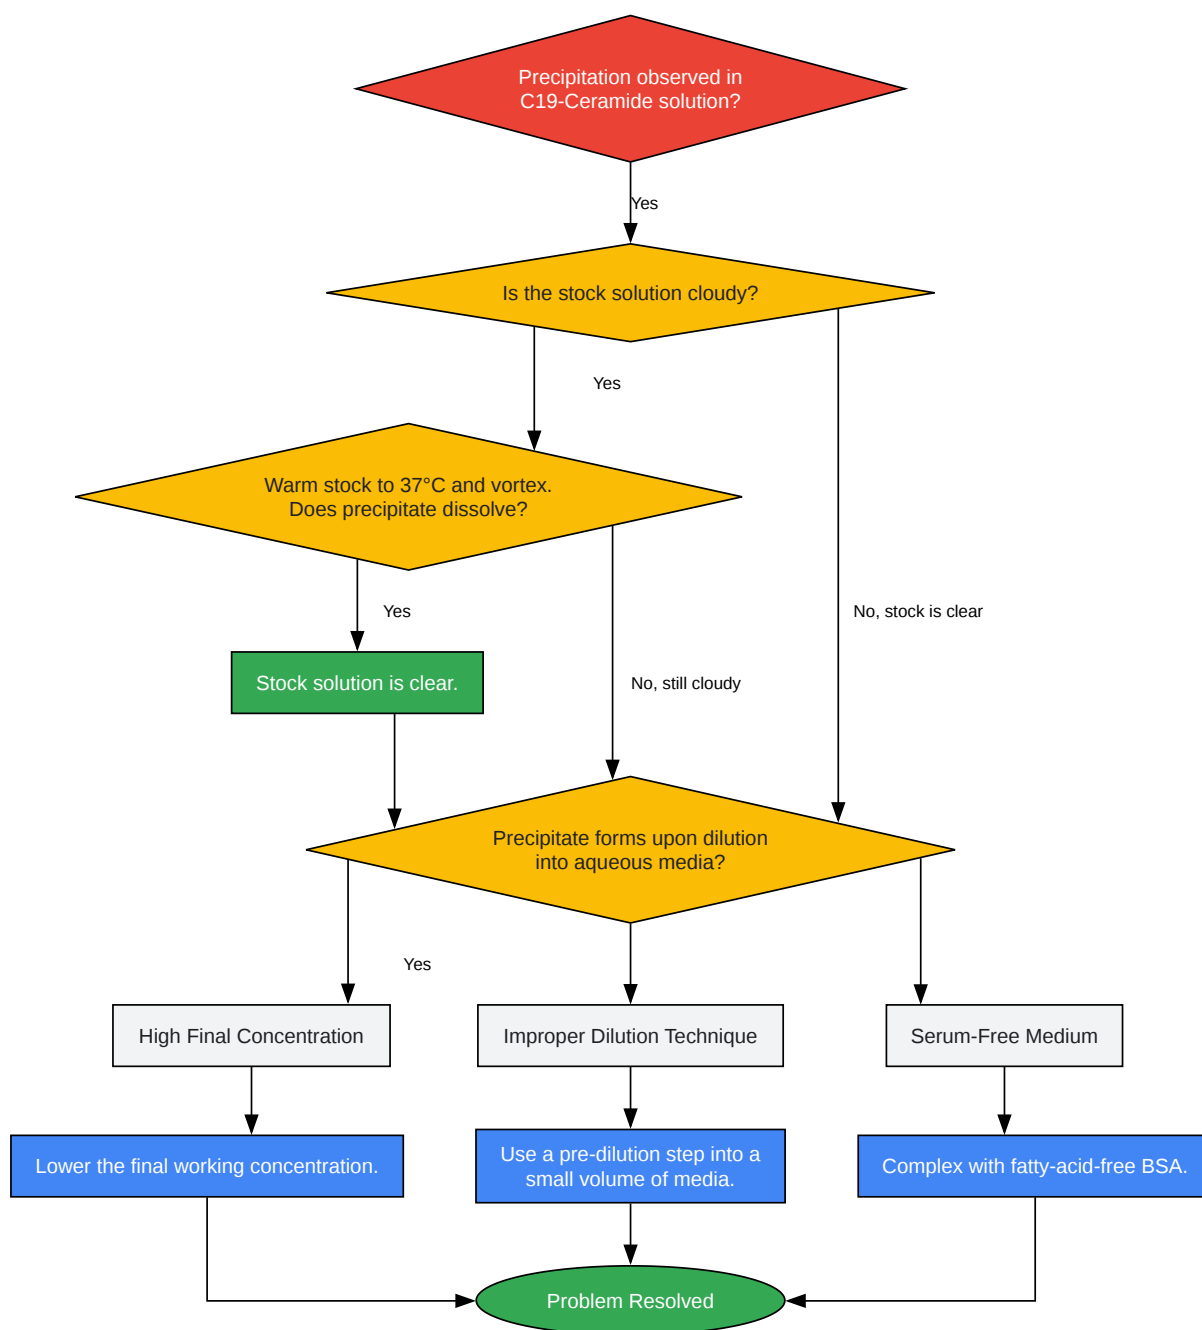 Precipitation observed in
C19-Ceramide solution?
Yes
Is the stock solution cloudy?
Yes
Warm stock to 37°C and vortex.
Does precipitate dissolve?
Yes
No, stock is clear
Stock solution is clear.
No, still cloudy
Precipitate forms upon dilution
into aqueous media?
Yes
High Final Concentration
Improper Dilution Technique
Serum-Free Medium
Lower the final working concentration.
Use a pre-dilution step into a
small volume of media.
Complex with fatty-acid-free BSA.
Problem Resolved